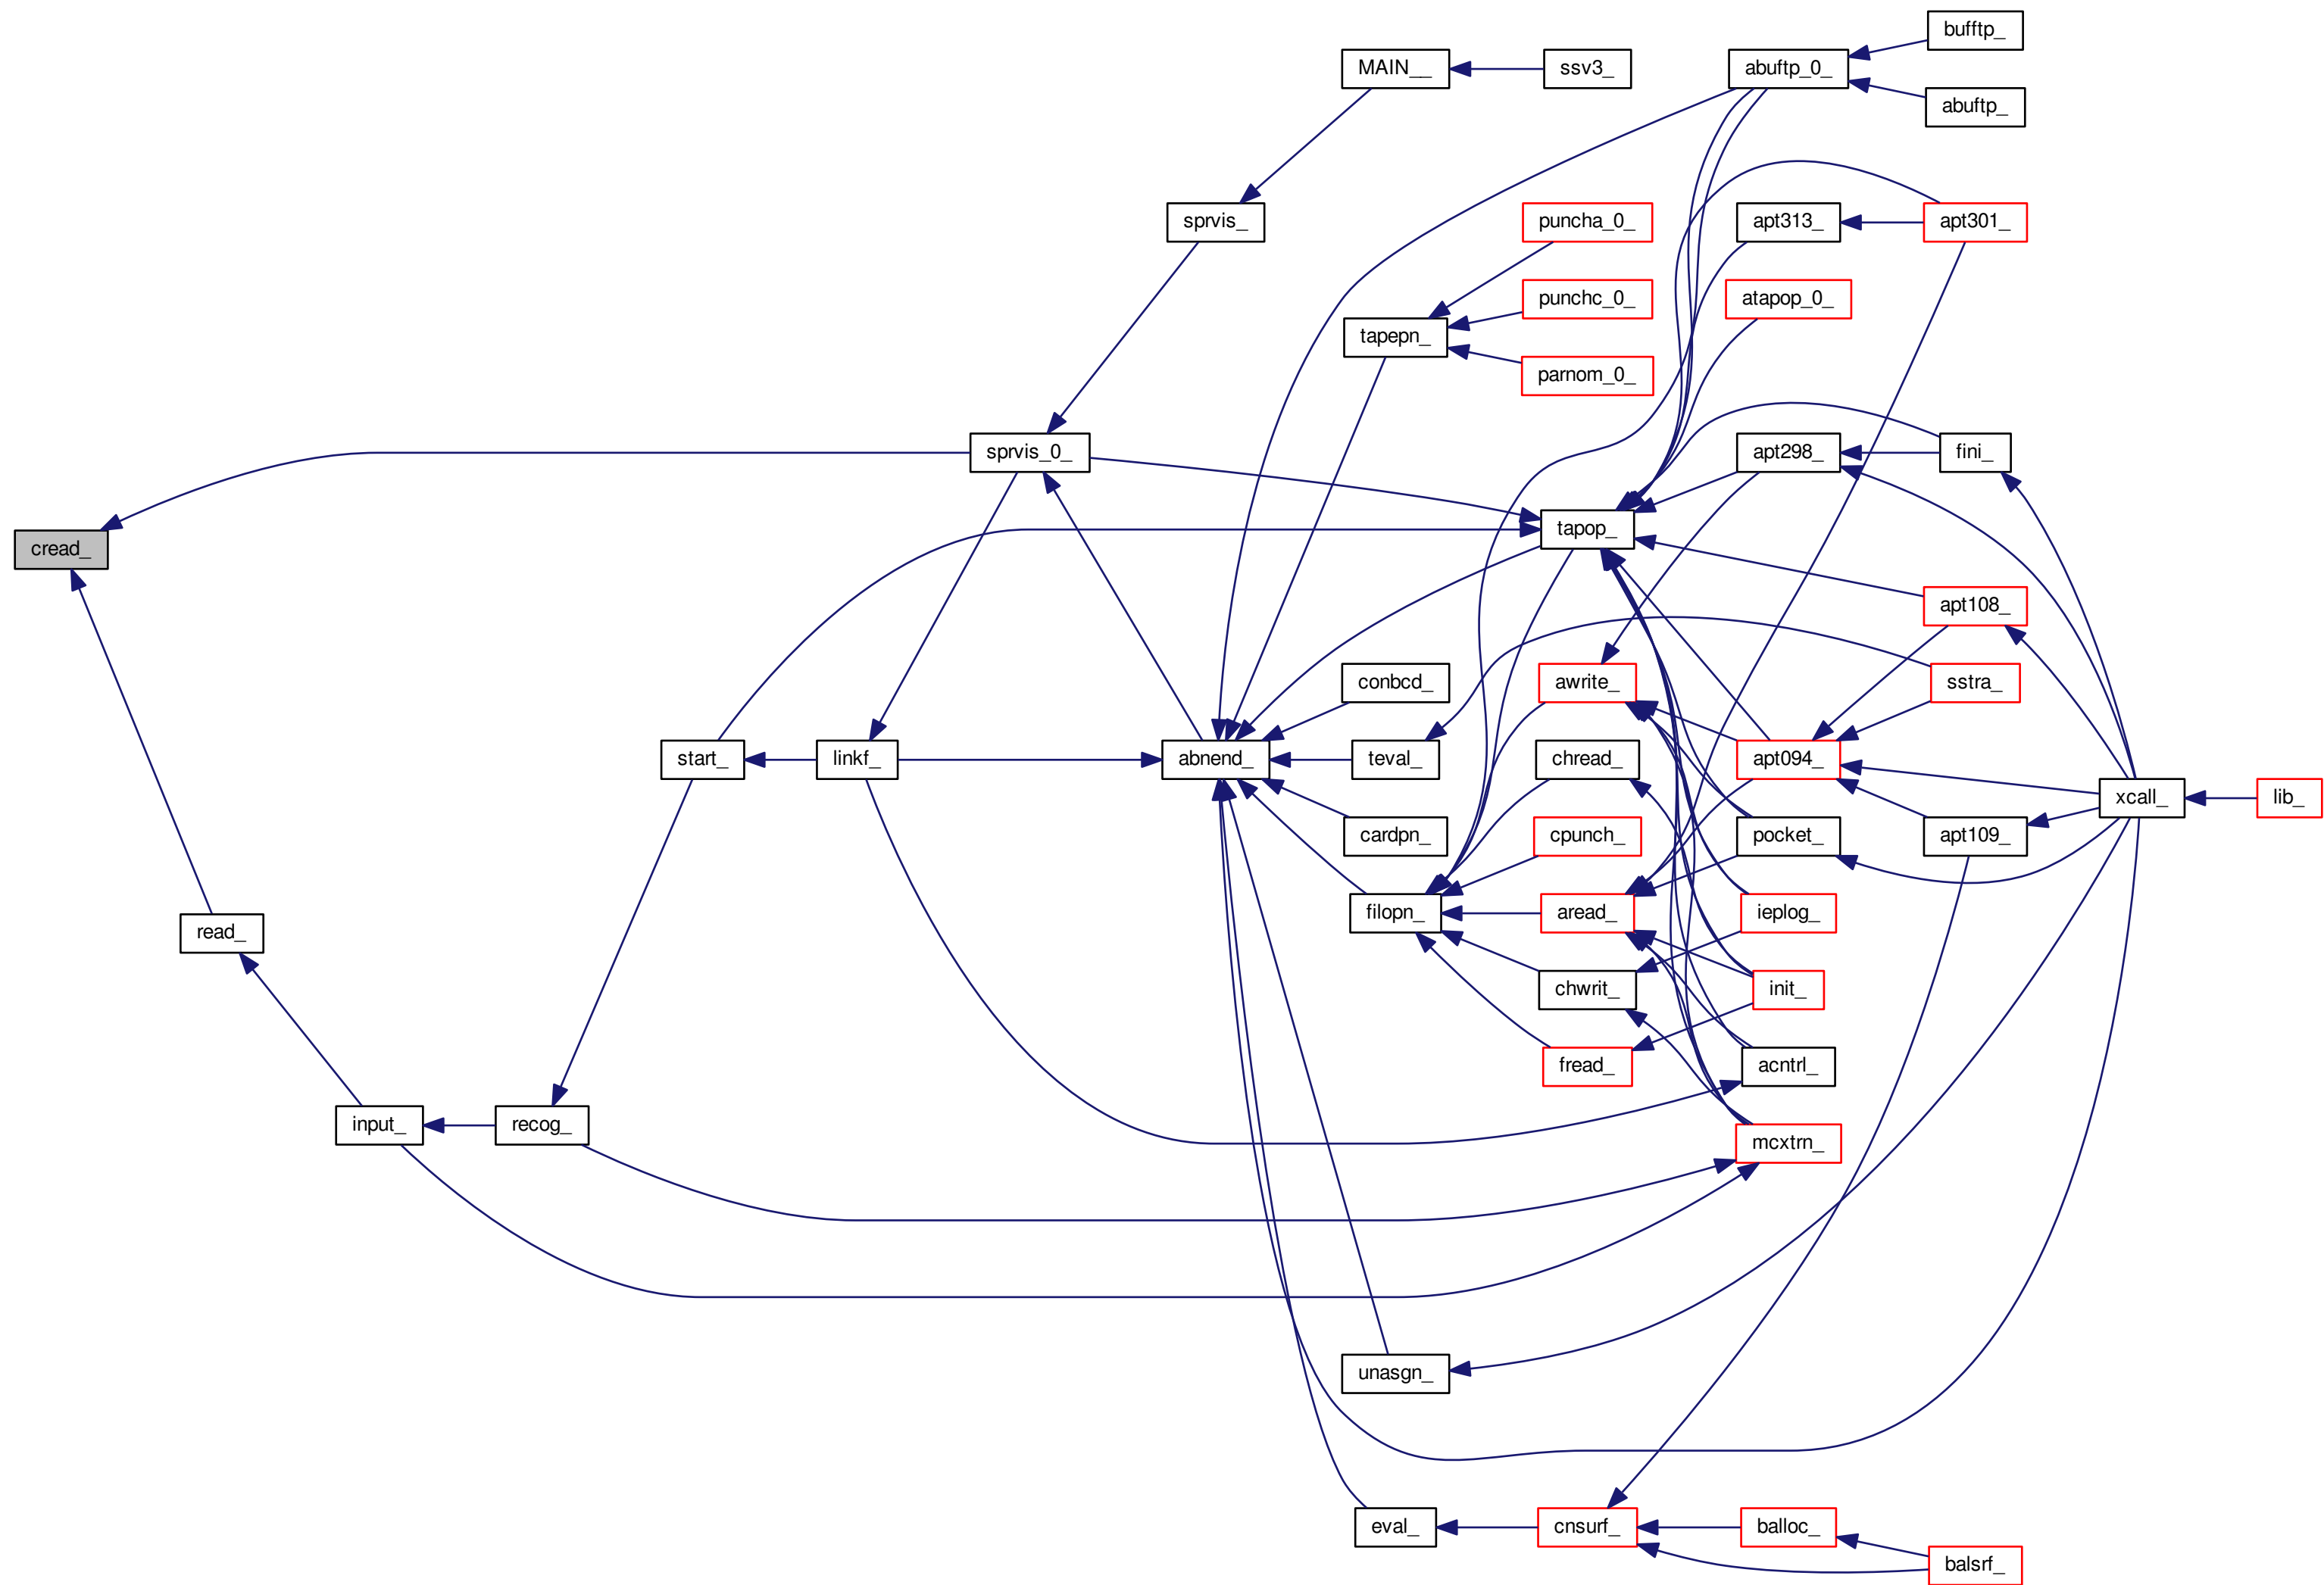 bufftp_
MAIN__
ssv3_
abuftp_0_
abuftp_
sprvis_
puncha_0_
apt313_
apt301_
punchc_0_
atapop_0_
tapepn_
parnom_0_
sprvis_0_
apt298_
fini_
cread_
tapop_
apt108_
conbcd_
awrite_
sstra_
start_
linkf_
abnend_
teval_
chread_
apt094_
xcall_
lib_
cardpn_
cpunch_
pocket_
apt109_
read_
filopn_
aread_
ieplog_
chwrit_
init_
fread_
acntrl_
input_
recog_
mcxtrn_
unasgn_
eval_
cnsurf_
balloc_
balsrf_